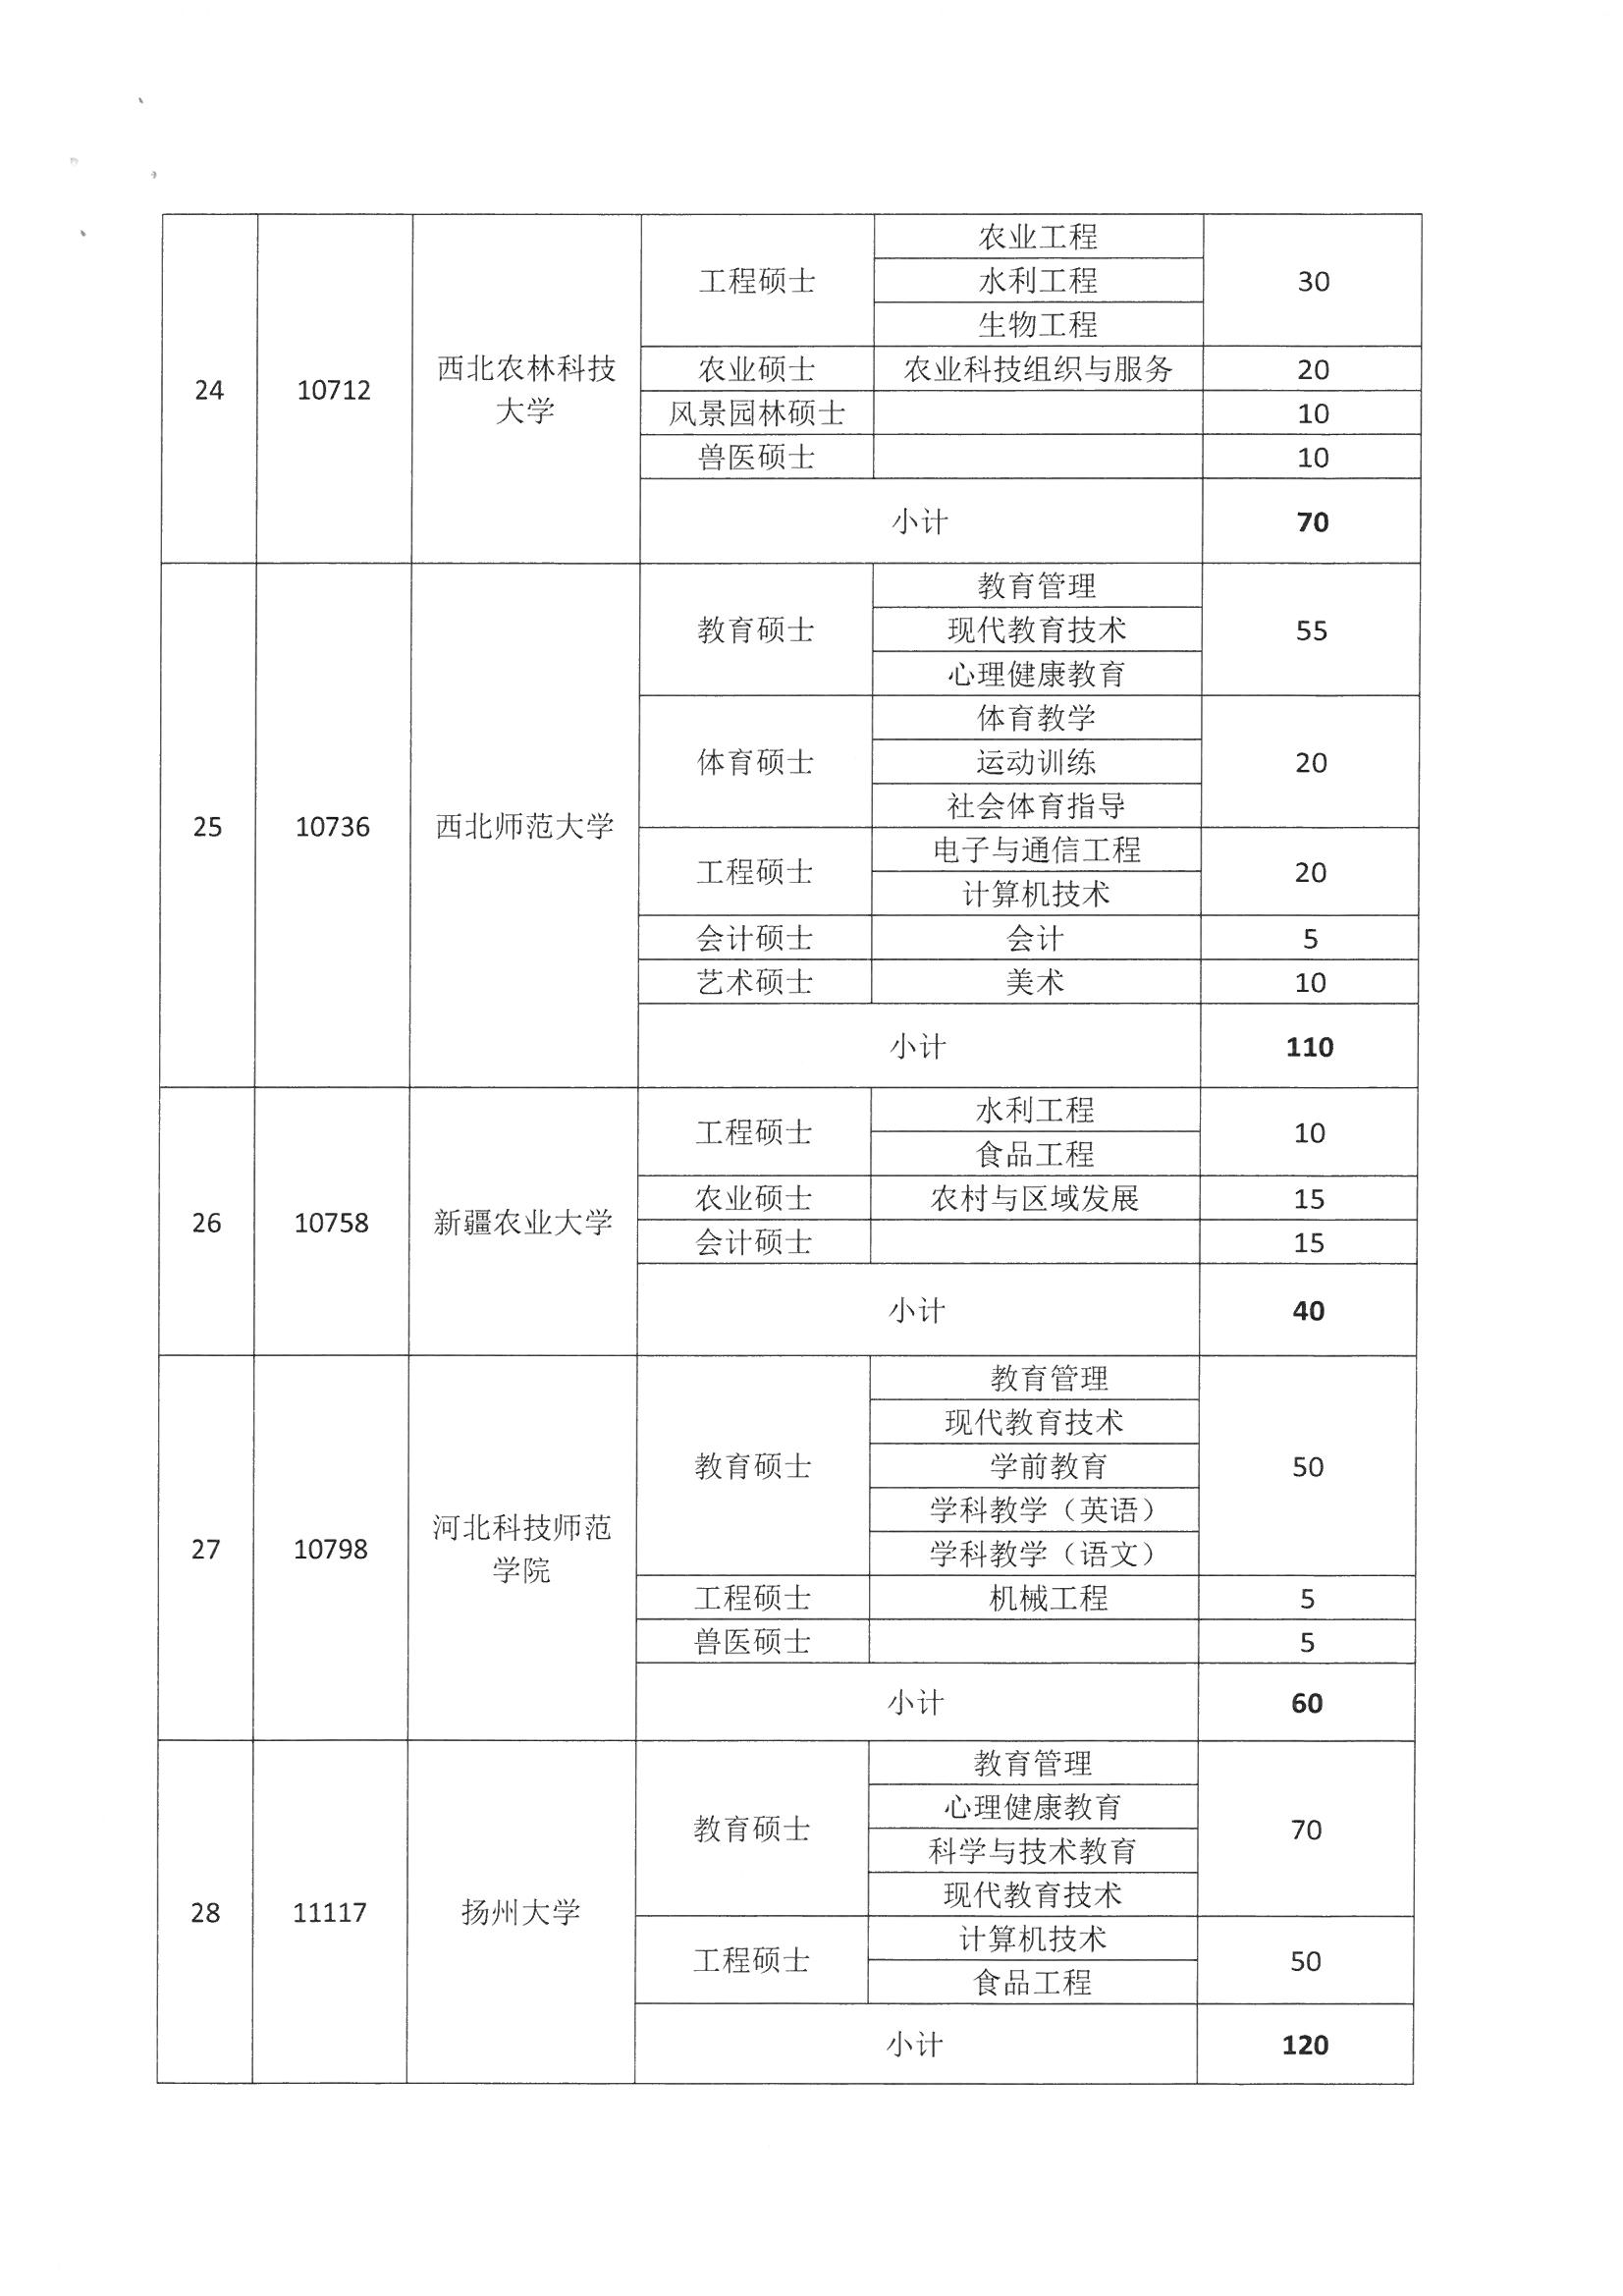 24
10712
西北农林科技
大学
工程硕士
农业工程
水利工程
生物工程
30
农业硕士
农业科技组织与服务
20
风景园林硕士
10
兽医硕士
10
小计
70
25
10736
西北师范大学
教育硕士
教育管理
现代教育技术
心理健康教育
55
体育硕士
体育教学
运动训练
社会体育指导
20
工程硕士
电子与通信工程
计算机技术
20
会计硕士
会计
5
艺术硕士
美术
10
小计
110
26
10758
新疆农业大学
工程硕士
水利工程
食品工程
10
农业硕士
农村与区域发展
15
会计硕士
15
小计
40
27
10798
河北科技师范
学院
教育硕士
教育管理
现代教育技术
学前教育
学科教学（英语）
学科教学（语文）
50
工程硕士
机械工程
5
兽医硕士
5
小计
60
28
11117
扬州大学
教育硕士
教育管理
心理健康教育
科学与技术教育
现代教育技术
70
工程硕士
计算机技术
食品工程
50
小计
120